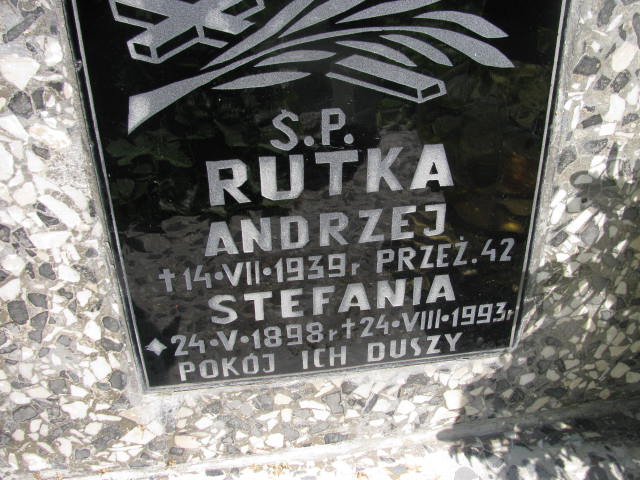 Ś.P.
RUTKA
ANDRZEJ
†14•VII•1939r PRZEŻ.42
STEFANIA
✦24•V•1898r†24•VIII•1993r
POKÓJ ICH DUSZY